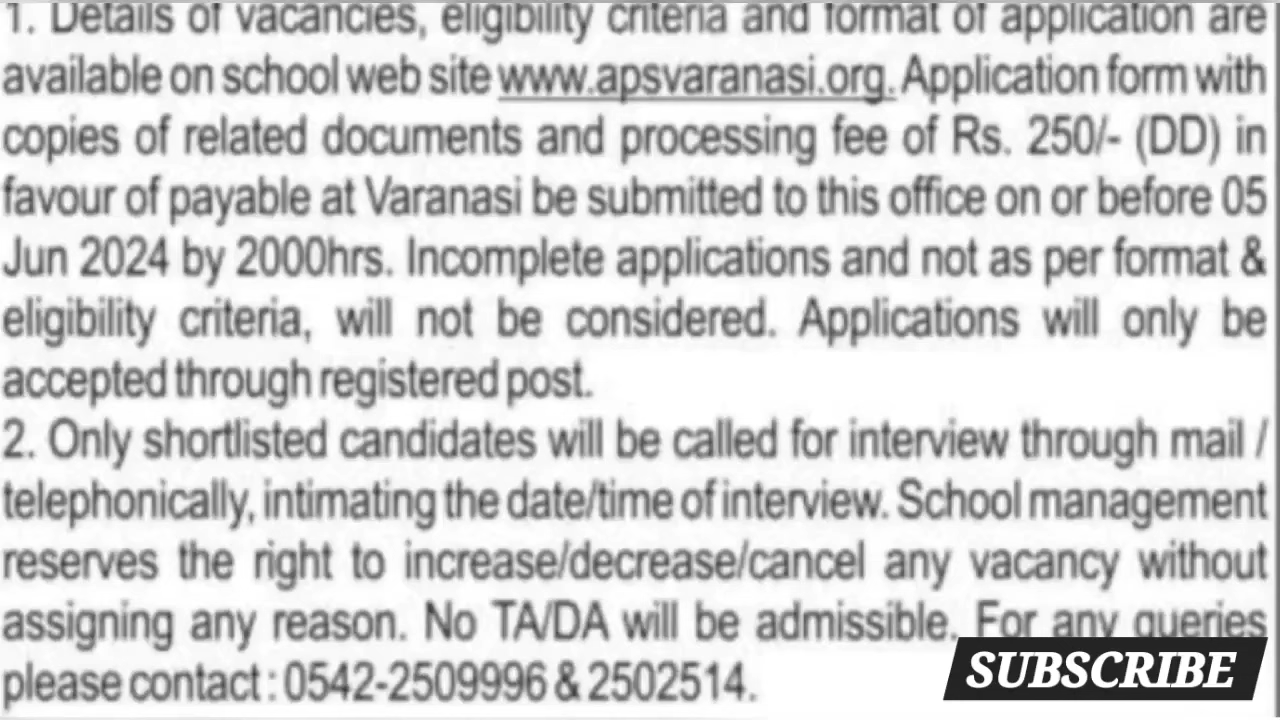 1. Details of vacancies, eligibility criteria and format of application are
available on school web site www.apsvaranasi.org. Application form with
copies of related documents and processing fee of Rs. 250/- (DD) in
favour of payable at Varanasi be submitted to this office on or before 05
Jun 2024 by 2000hrs. Incomplete applications and not as per format &
eligibility criteria, will not be considered. Applications will only be
accepted through registered post.
2. Only shortlisted candidates will be called for interview through mail /
telephonically, intimating the date/time of interview. School management
reserves the right to increase/decrease/cancel any vacancy without
assigning any reason. No TA/DA will be admissible. For any queries
please contact : 0542-2509996 & 2502514.
SUBSCRIBE